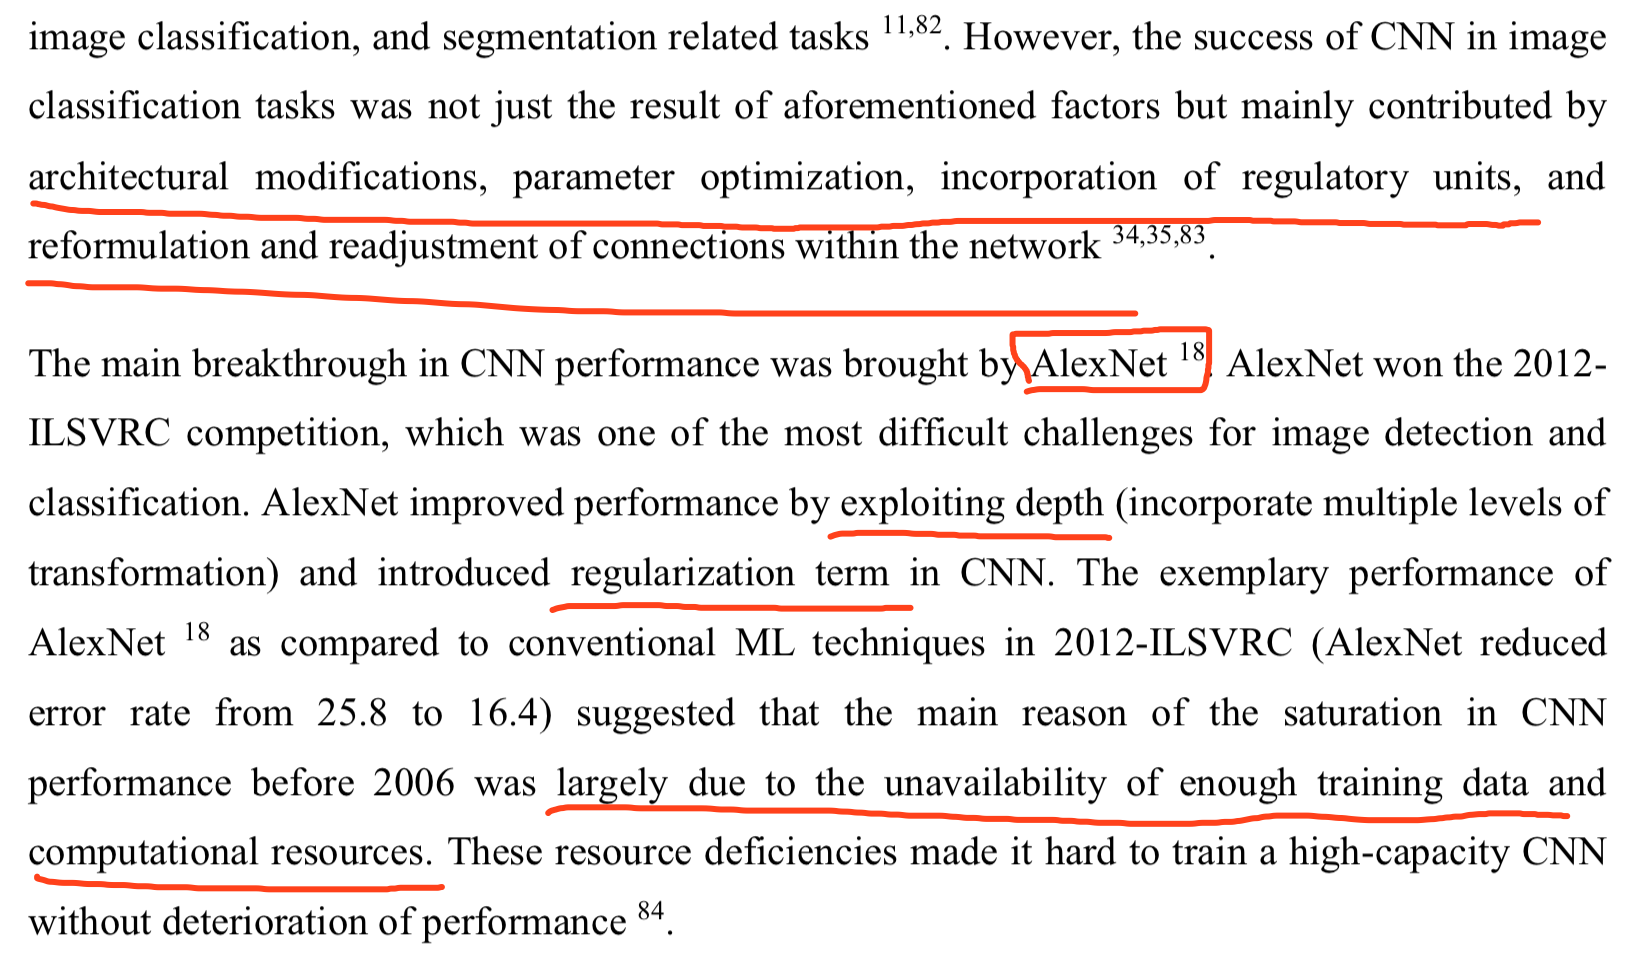 image classification, and segmentation related tasks 11,82. However, the success of CNN in image
classification tasks was not just the result of aforementioned factors but mainly contributed by
architectural modifications, parameter optimization, incorporation of regulatory units, and
reformulation and readjustment of connections within the network 34,35,83.
The main breakthrough in CNN performance was brought by AlexNet 18. AlexNet won the 2012-
ILSVRC competition, which was one of the most difficult challenges for image detection and
classification. AlexNet improved performance by exploiting depth (incorporate multiple levels of
transformation) and introduced regularization term in CNN. The exemplary performance of
AlexNet 18 as compared to conventional ML techniques in 2012-ILSVRC (AlexNet reduced
error rate from 25.8 to 16.4) suggested that the main reason of the saturation in CNN
performance before 2006 was largely due to the unavailability of enough training data and
computational resources. These resource deficiencies made it hard to train a high-capacity CNN
without deterioration of performance 84.